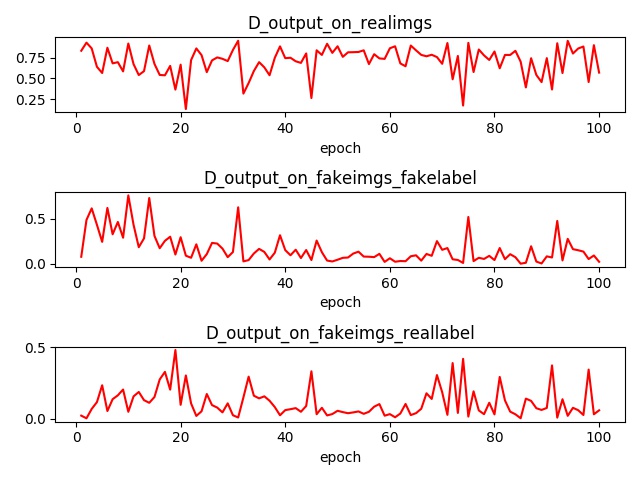 D_output_on_realimgs
0.75
0.50
0.25
0 20 40 60 80 100
epoch
D_output_on_fakeimgs_fakelabel
0.5
0.0
0 20 40 60 80 100
epoch
D_output_on_fakeimgs_reallabel
0.5
0.0
0 20 40 60 80 100
epoch